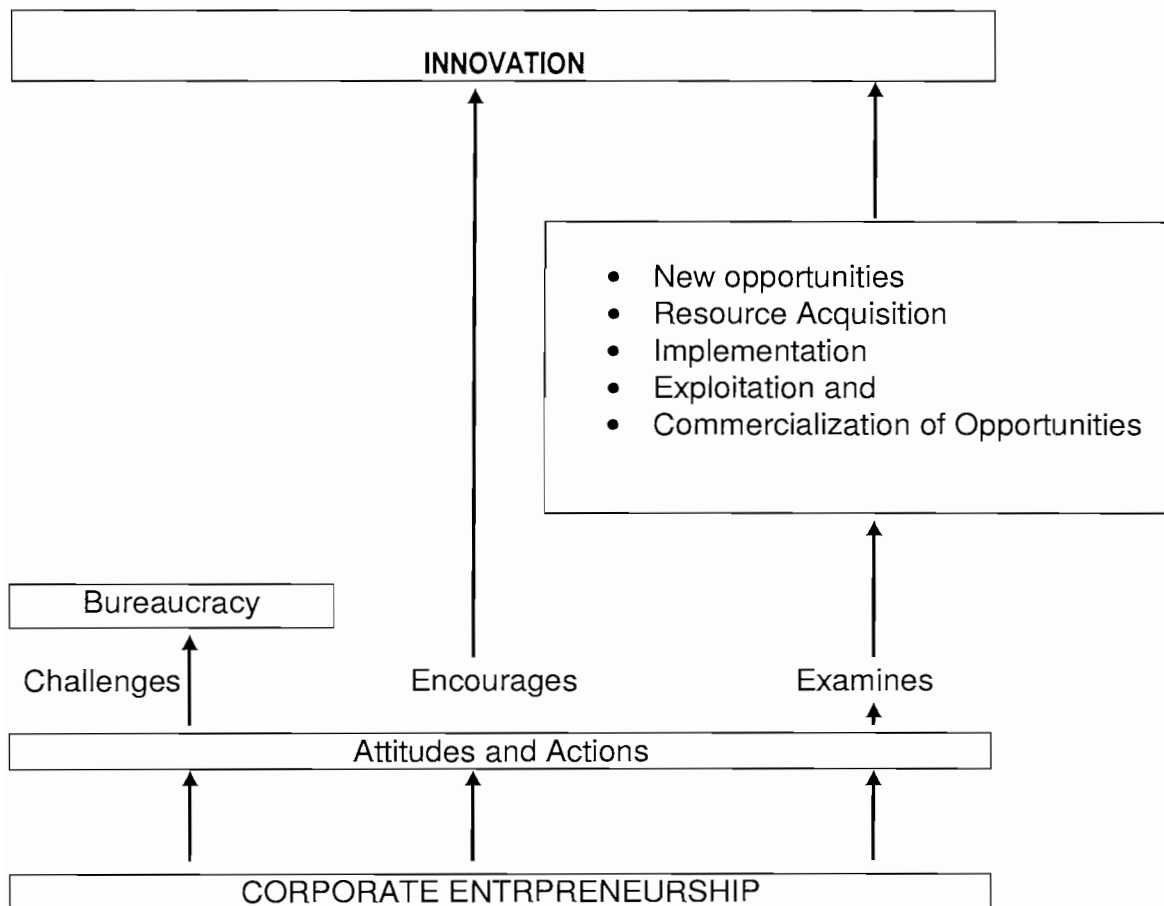 INNOVATION
• New opportunities
• Resource Acquisition
• Implementation
• Exploitation and
• Commercialization of Opportunities
Bureaucracy
Challenges
Encourages
Examines
Attitudes and Actions
CORPORATE ENTRPRENEURSHIP